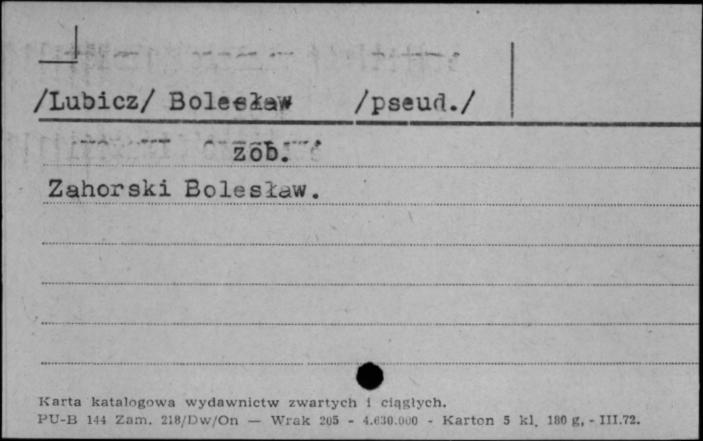 /Lubicz/ Bolesław /pseud./
zob.
Zahorski Bolesław.
Karta katalogowa wydawnictw zwartych i ciągłych.
PU-B 144 Zam. 218/Dw/On — Wrak 205 - 4.630.000 - Karton 5 kl. 180 g, - III.72.